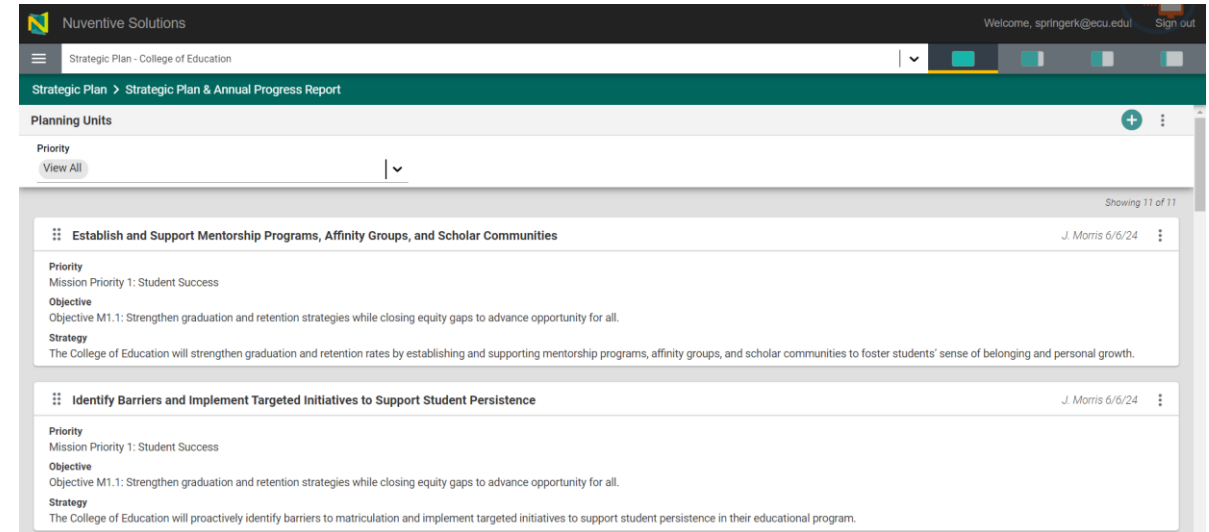 Nuventive Solutions
Welcome, springerk@ecu.edu!
Sign out
Strategic Plan - College of Education
Strategic Plan > Strategic Plan & Annual Progress Report
Planning Units
Priority
View All
Showing 11 of 11
Establish and Support Mentorship Programs, Affinity Groups, and Scholar Communities
J. Morris 6/6/24
Priority
Mission Priority 1: Student Success
Objective
Objective M1.1: Strengthen graduation and retention strategies while closing equity gaps to advance opportunity for all.
Strategy
The College of Education will strengthen graduation and retention rates by establishing and supporting mentorship programs, affinity groups, and scholar communities to foster students' sense of belonging and personal growth.
Identify Barriers and Implement Targeted Initiatives to Support Student Persistence
J. Morris 6/6/24
Priority
Mission Priority 1: Student Success
Objective
Objective M1.1: Strengthen graduation and retention strategies while closing equity gaps to advance opportunity for all.
Strategy
The College of Education will proactively identify barriers to matriculation and implement targeted initiatives to support student persistence in their educational program.